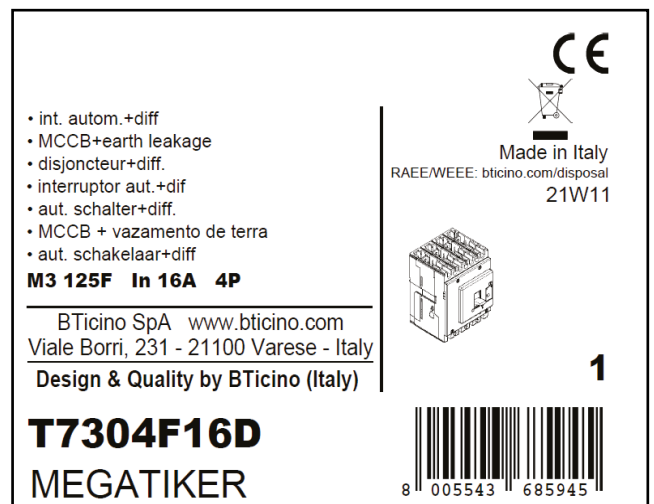 CE
• int. autom.+diff
• MCCB+earth leakage
• disjoncteur+diff.
• interruptor aut.+dif
• aut. schalter+diff.
• MCCB + vazamento de terra
• aut. schakelaar+diff
M3 125F In 16A 4P
BTicino SpA www.bticino.com
Viale Borri, 231 - 21100 Varese - Italy
Design & Quality by BTicino (Italy)
T7304F16D
MEGATIKER
Made in Italy
RAEE/WEEE: bticino.com/disposal
21W11
1
8 005543 685945